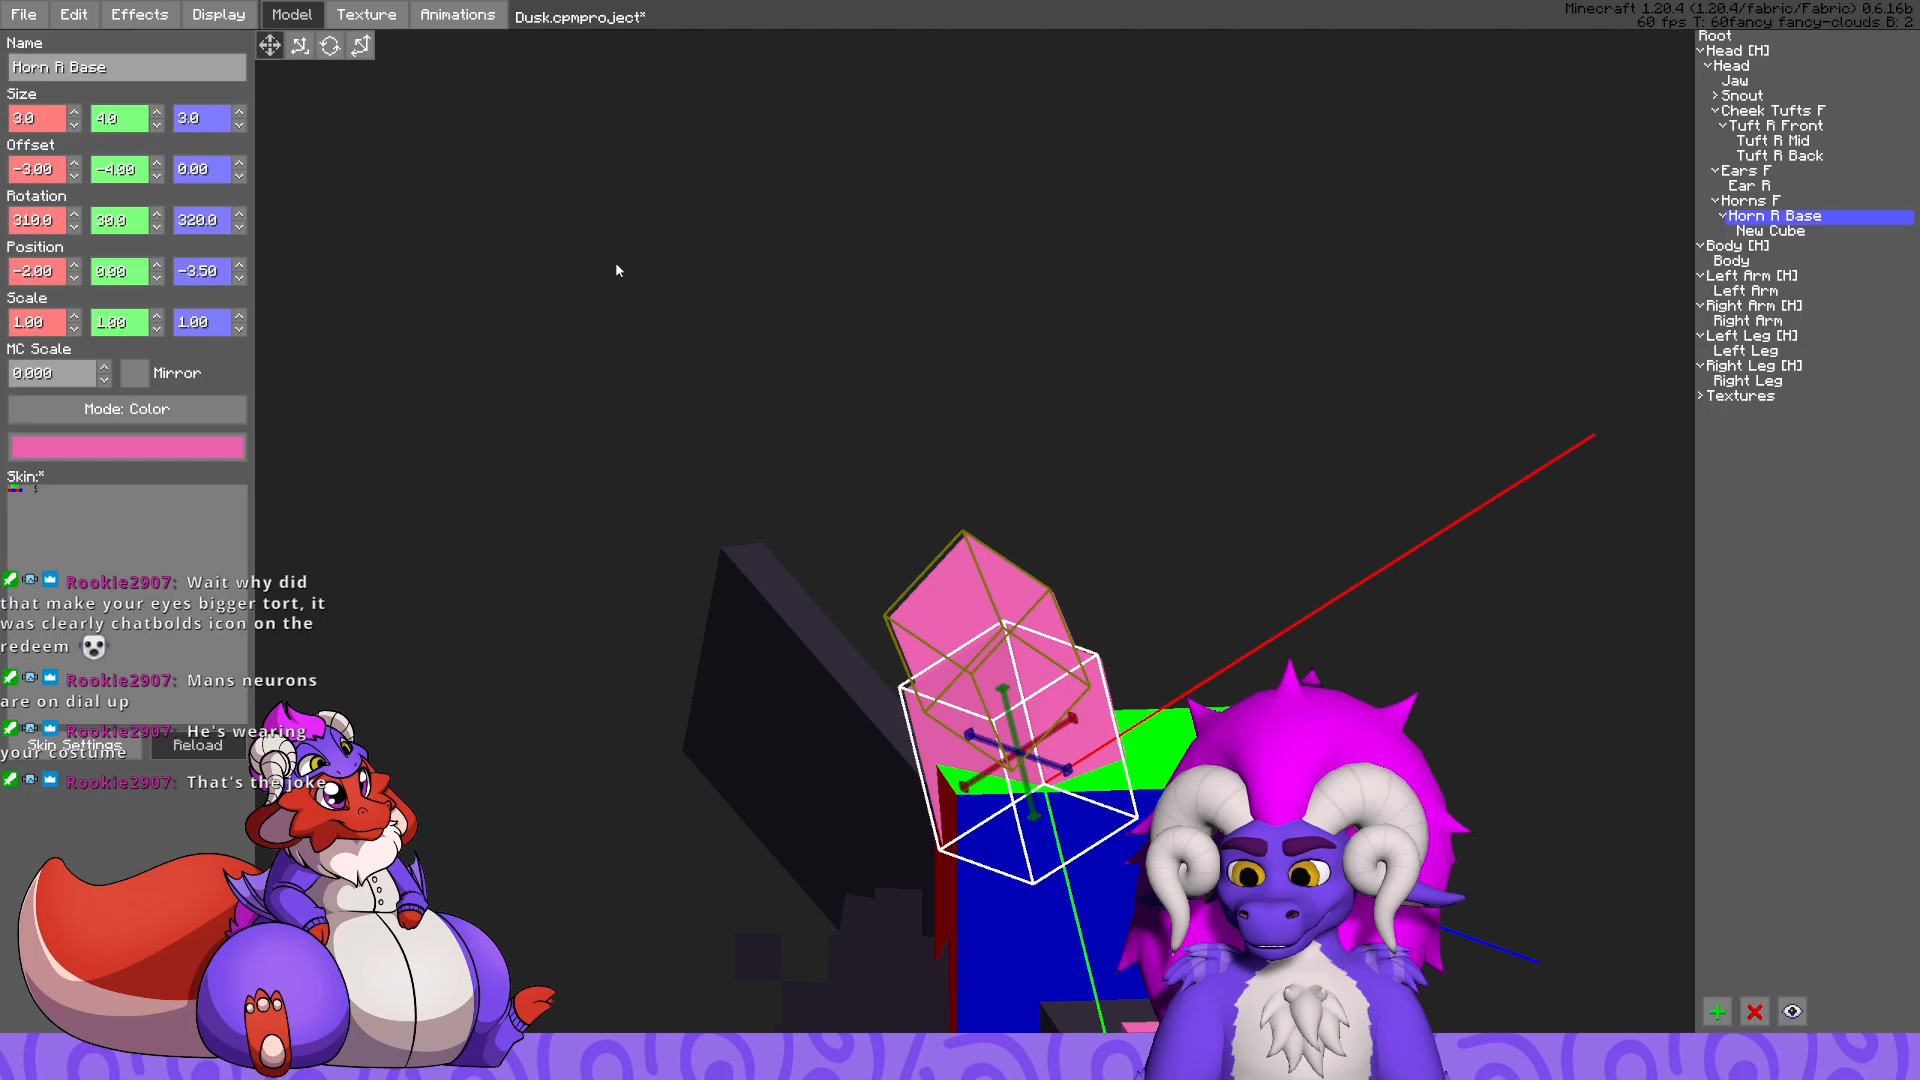 File Edit Effects Display Model Texture Animations Dusk.cpmproject*
Minecraft 1.20.4 (1.20.4/fabric/Fabric) 0.6.16b
60 fps T: 60fancy fancy-clouds B: 2
Name
Horn R Base
Size
3.0 4.0 3.0
Offset
-3.00 -4.00 0.00
Rotation
310.0 30.0 320.0
Position
-2.00 0.00 -3.50
Scale
1.00 1.00 1.00
MC Scale
0.000 Mirror
Mode: Color
Skin:*
Rookie2907: Wait why did
that make your eyes bigger tort, it
was clearly chatbolds icon on the
redeem
Rookie2907: Mans neurons
are on dial up
Rookie2907: He's wearing
your costume
Skin Settings Reload
Rookie2907: That's the joke
Root
Head [H]
Head
Jaw
Snout
Cheek Tufts F
Tuft R Front
Tuft R Mid
Tuft R Back
Ears F
Ear R
Horns F
Horn R Base
New Cube
Body [H]
Body
Left Arm [H]
Left Arm
Right Arm [H]
Right Arm
Left Leg [H]
Left Leg
Right Leg [H]
Right Leg
Textures